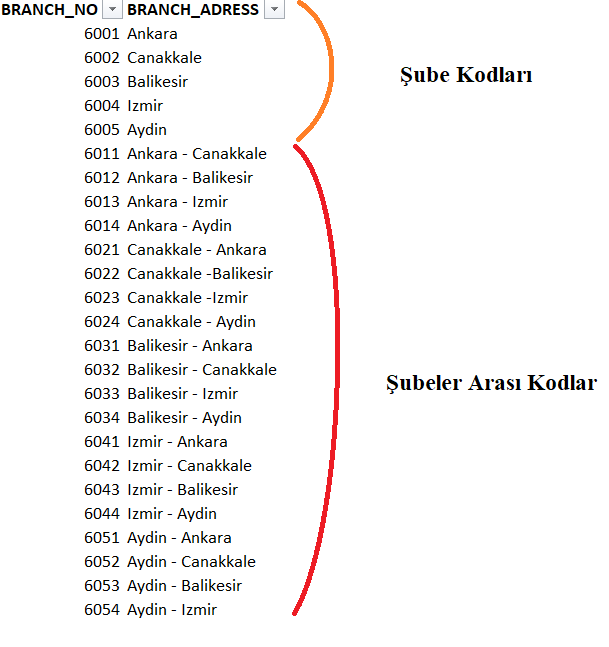 BRANCH_NO BRANCH_ADRESS
6001 Ankara
6002 Canakkale
Şube Kodları
6003 Balikesir
6004 Izmir
6005 Aydin
6011 Ankara - Canakkale
6012 Ankara - Balikesir
6013 Ankara - Izmir
6014 Ankara - Aydin
6021 Canakkale - Ankara
6022 Canakkale -Balikesir
6023 Canakkale -Izmir
6024 Canakkale - Aydin
6031 Balikesir - Ankara
6032 Balikesir - Canakkale
Şubeler Arası Kodlar
6033 Balikesir - Izmir
6034 Balikesir - Aydin
6041 Izmir - Ankara
6042 Izmir - Canakkale
6043 Izmir - Balikesir
6044 Izmir - Aydin
6051 Aydin - Ankara
6052 Aydin - Canakkale
6053 Aydin - Balikesir
6054 Aydin - Izmir